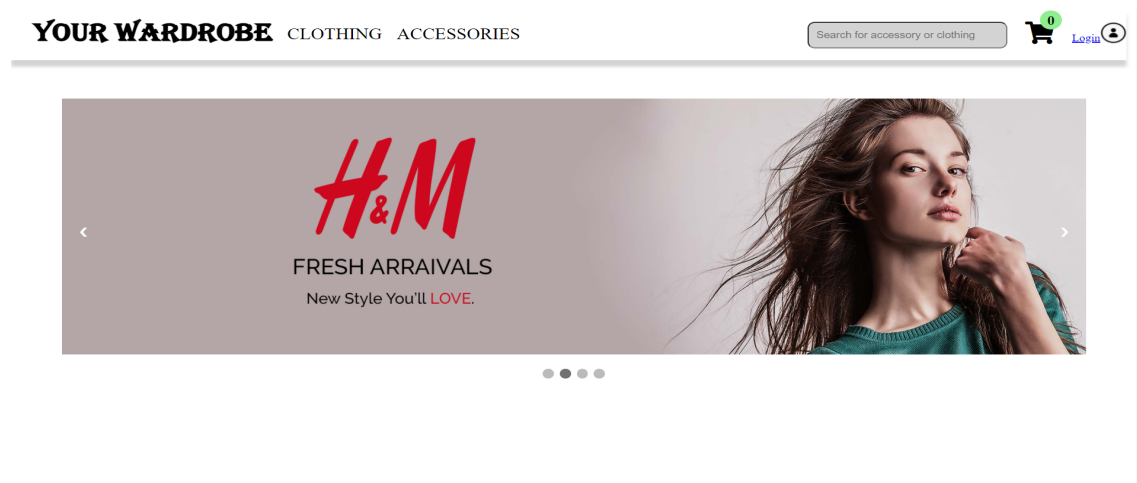 YOUR WARDROBE CLOTHING ACCESSORIES Search for accessory or clothing 0 Login
H&M
FRESH ARRAIVALS
New Style You'll LOVE.